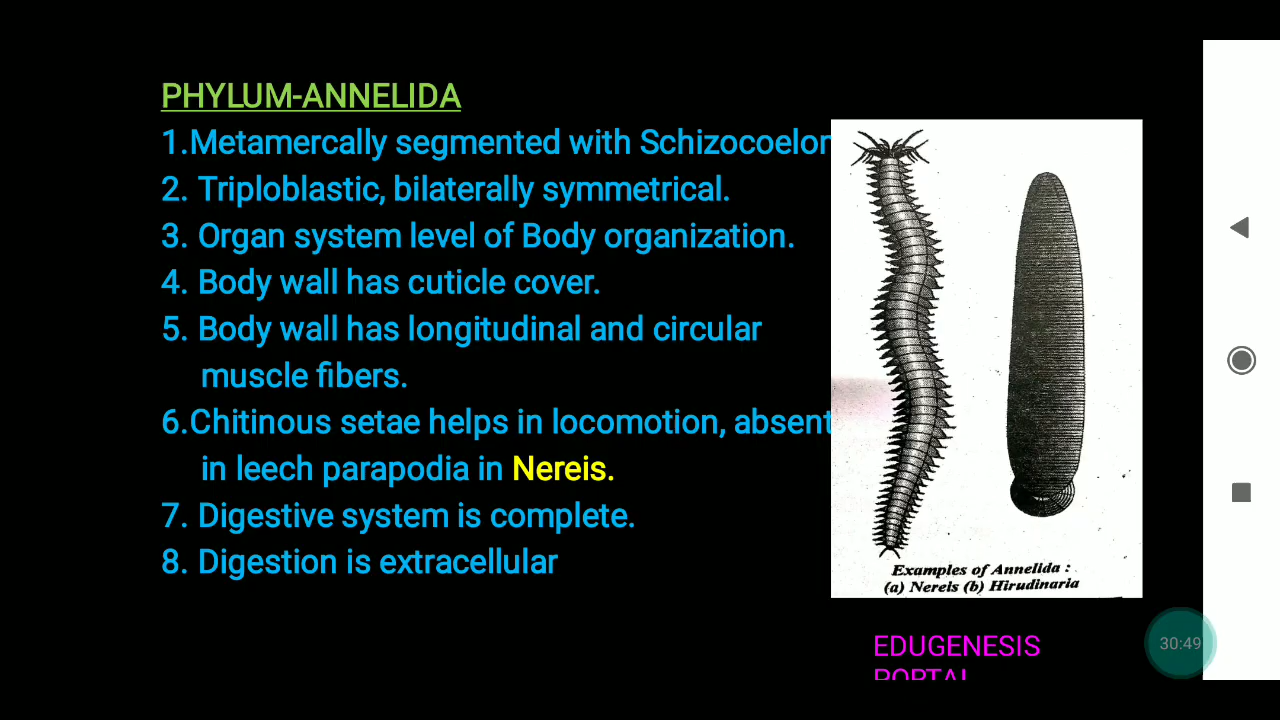 PHYLUM-ANNELIDA
1.Metamercally segmented with Schizocoelor
2. Triploblastic, bilaterally symmetrical.
3. Organ system level of Body organization.
4. Body wall has cuticle cover.
5. Body wall has longitudinal and circular
muscle fibers.
6.Chitinous setae helps in locomotion, absent
in leech parapodia in Nereis.
7. Digestive system is complete.
8. Digestion is extracellular
Examples of Annelida :
(a) Nereis (b) Hirudinaria
EDUGENESIS
PORTAL
30:49